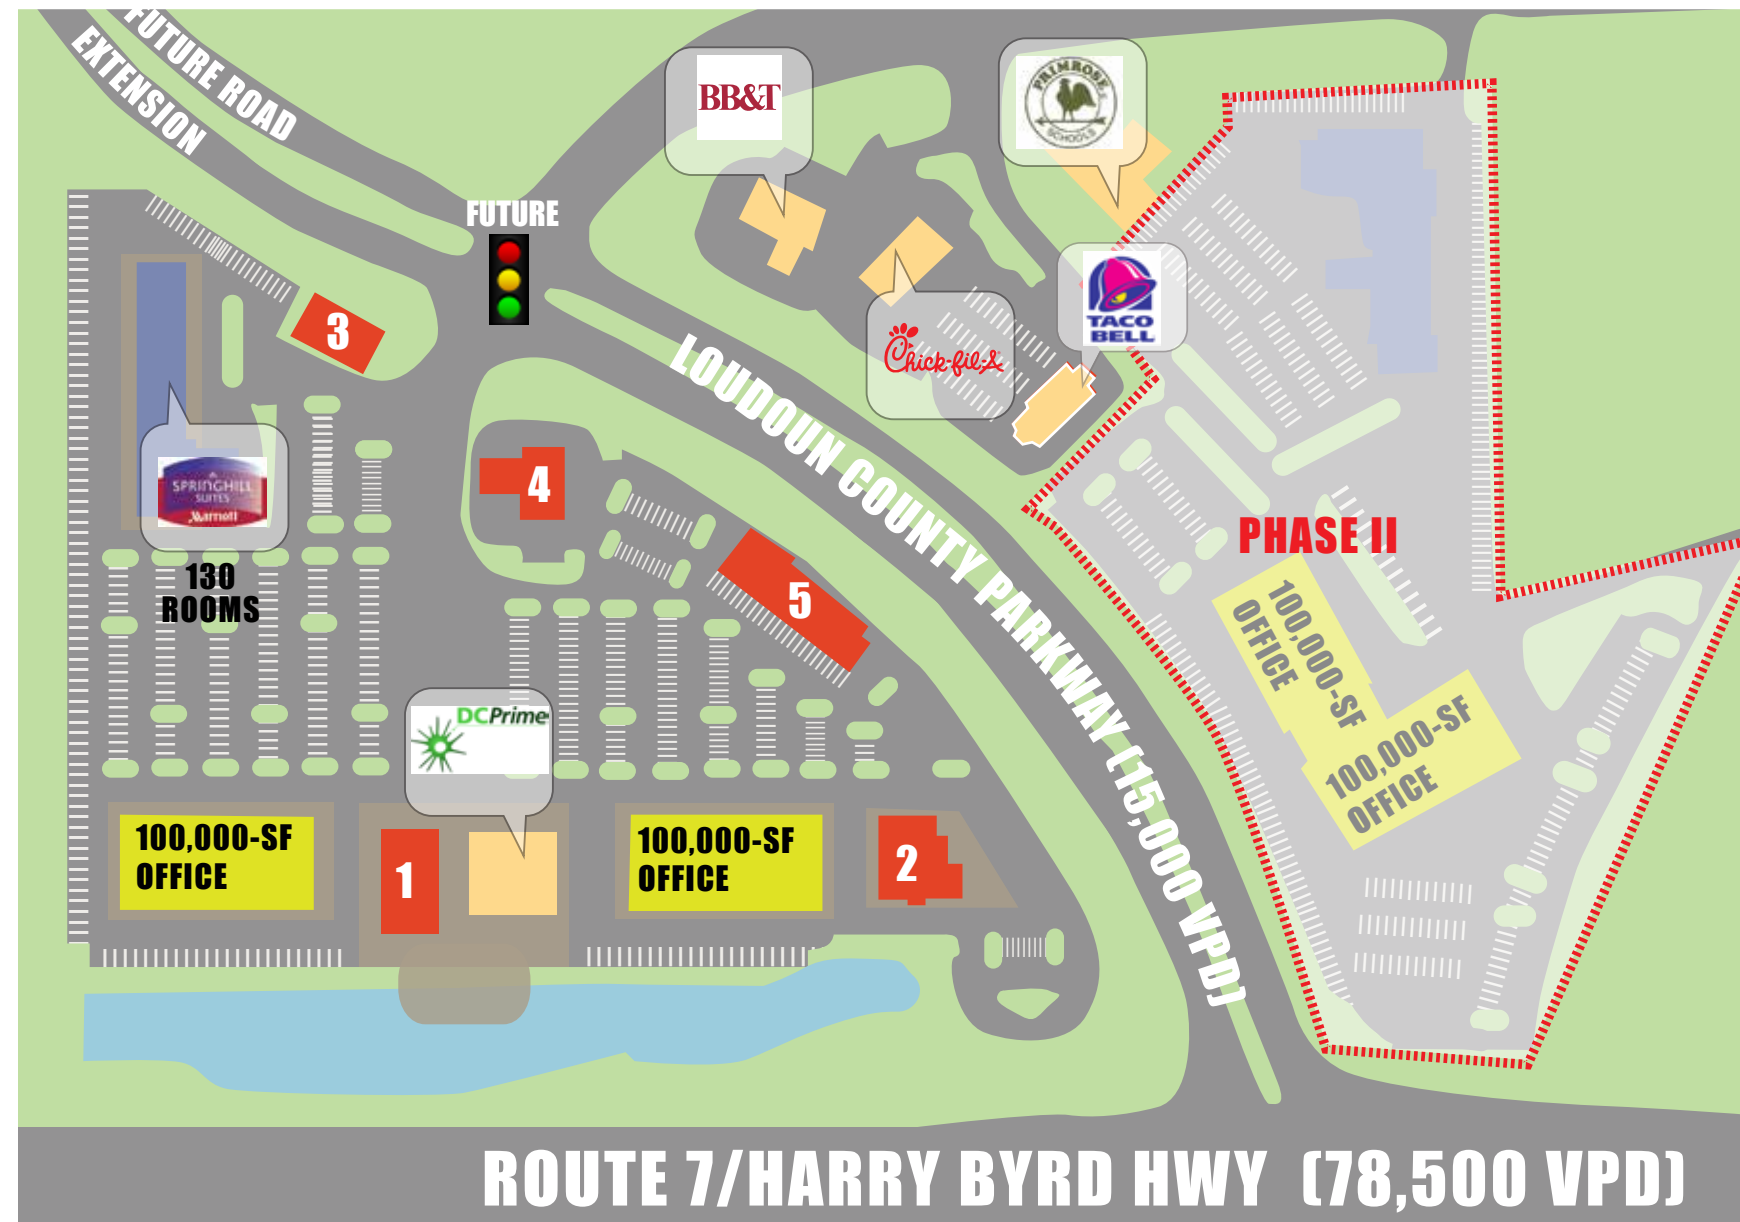 FUTURE ROAD
EXTENSION
BB&T
PRIMROSE
SCHOOLS
FUTURE
TACO
BELL
3
Chick-fil-A
LOUDOUN COUNTY PARKWAY (15,000 VPD)
SPRINGHILL
SUITES
Marriott
4
PHASE II
130
ROOMS
5
100,000-SF
OFFICE
100,000-SF
OFFICE
DCPrime
100,000-SF
OFFICE
1
100,000-SF
OFFICE
2
ROUTE 7/HARRY BYRD HWY (78,500 VPD)